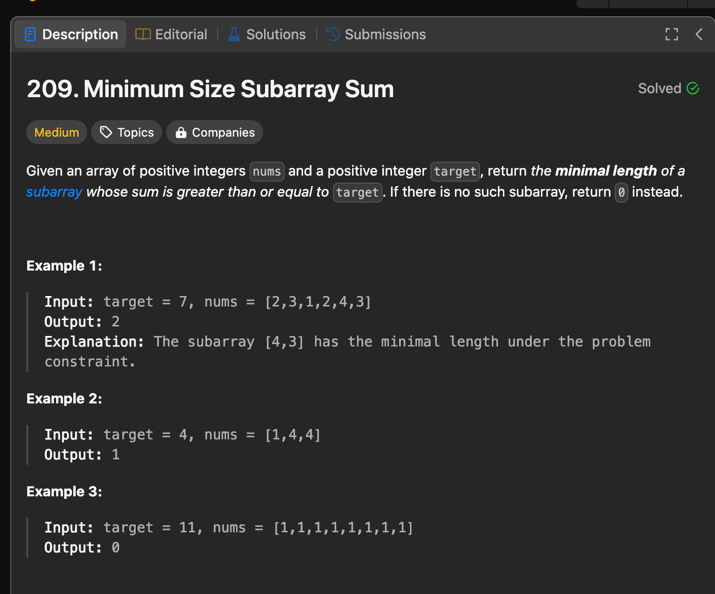 Description
Editorial
Solutions
Submissions
209. Minimum Size Subarray Sum
Solved
Medium
Topics
Companies
Given an array of positive integers nums and a positive integer target, return the minimal length of a
subarray whose sum is greater than or equal to target. If there is no such subarray, return 0 instead.
Example 1:
Input: target = 7, nums = [2,3,1,2,4,3]
Output: 2
Explanation: The subarray [4,3] has the minimal length under the problem
constraint.
Example 2:
Input: target = 4, nums = [1,4,4]
Output: 1
Example 3:
Input: target = 11, nums = [1,1,1,1,1,1,1,1]
Output: 0